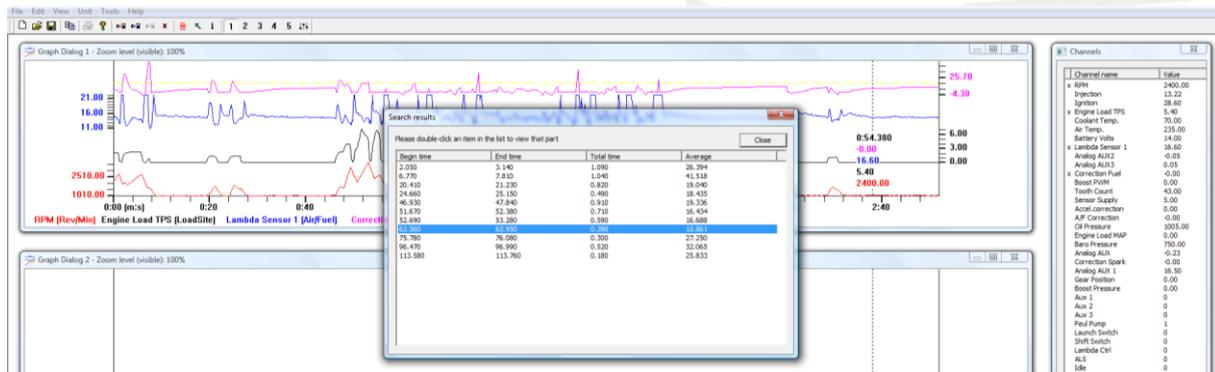 File Edit View Unit Tools Help
1 2 3 4 5
Graph Dialog 1 - Zoom level (visible): 100%
25.70
-4.30
21.00
16.00
11.00
6.00
3.00
0.00
0:54.380
-0.00
16.60
5.40
2400.00
2510.00
1010.00
0:00 (m:s) 0:20 0:40 2:40
RPM (Rev/Min) Engine Load TPS (LoadSite) Lambda Sensor 1 (Air/Fuel) Correcti
Graph Dialog 2 - Zoom level (visible): 100%
Search results
Please double-click an item in the list to view that part
Close
Begin time End time Total time Average
2.050 3.140 1.090 26.394
6.770 7.810 1.040 41.518
20.410 21.230 0.820 19.040
24.660 25.150 0.490 18.435
46.930 47.840 0.910 19.336
51.670 52.380 0.710 16.434
52.690 53.280 0.590 16.688
62.560 62.950 0.390 15.861
75.780 76.080 0.300 27.250
96.470 96.990 0.520 32.065
113.580 113.760 0.180 25.833
Channels
Channel name Value
x RPM 2400.00
Injection 13.22
Ignition 28.60
x Engine Load TPS 5.40
Coolant Temp. 70.00
Air Temp. 235.00
Battery Volts 14.00
x Lambda Sensor 1 16.60
Analog AUX2 -0.05
Analog AUX3 0.05
x Correction Fuel -0.00
Boost PWM 0.00
Tooth Count 43.00
Sensor Supply 5.00
Accel.correction 0.00
A/F Correction -0.00
Oil Pressure 1005.00
Engine Load MAP 0.00
Baro Pressure 750.00
Analog AUX -0.23
Correction Spark -0.00
Analog AUX 1 16.50
Gear Position 0.00
Boost Pressure 0.00
Aux 1 0
Aux 2 0
Aux 3 0
Feul Pump 1
Launch Switch 0
Shift Switch 0
Lambda Ctrl 0
ALS 0
Idle 0